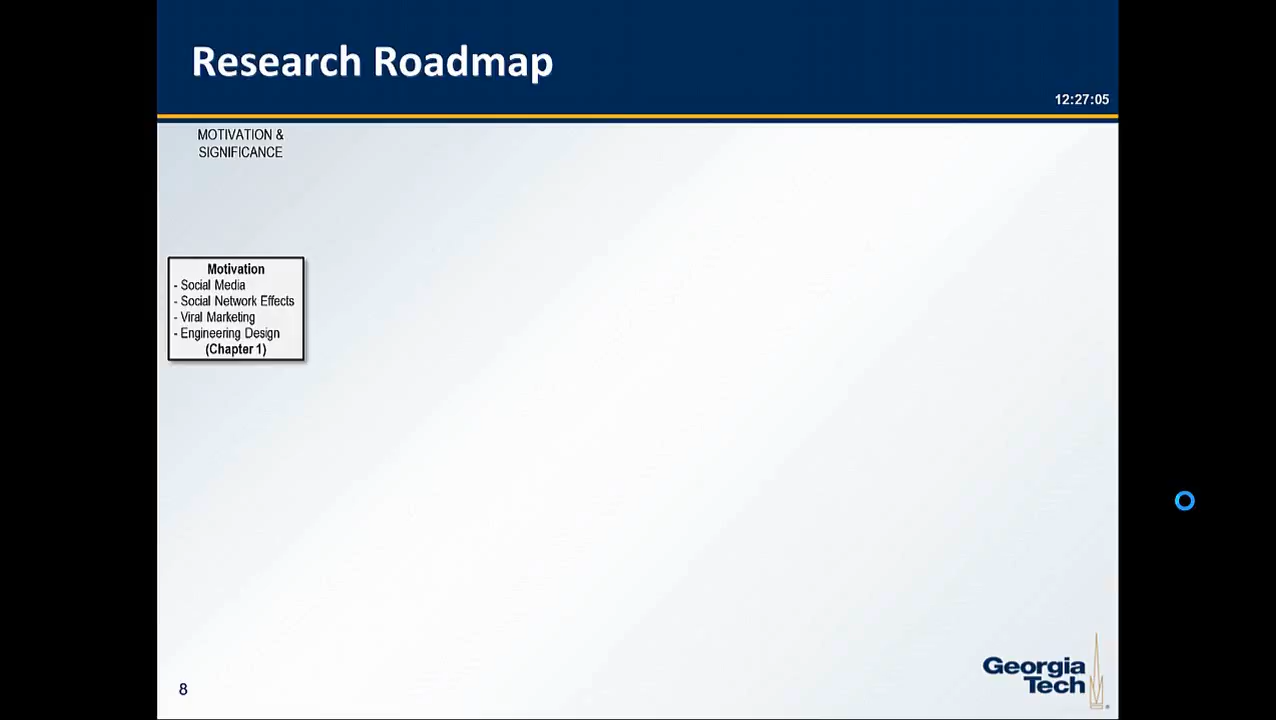 Research Roadmap
12:27:05
MOTIVATION &
SIGNIFICANCE
Motivation
- Social Media
- Social Network Effects
- Viral Marketing
- Engineering Design
(Chapter 1)
Georgia
Tech
8